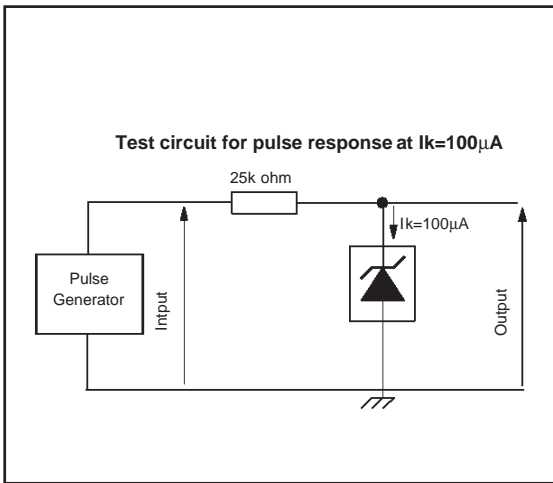 Test circuit for pulse response at Ik=100µA
25k ohm
Ik=100µA
Pulse
Generator
Intput
Output